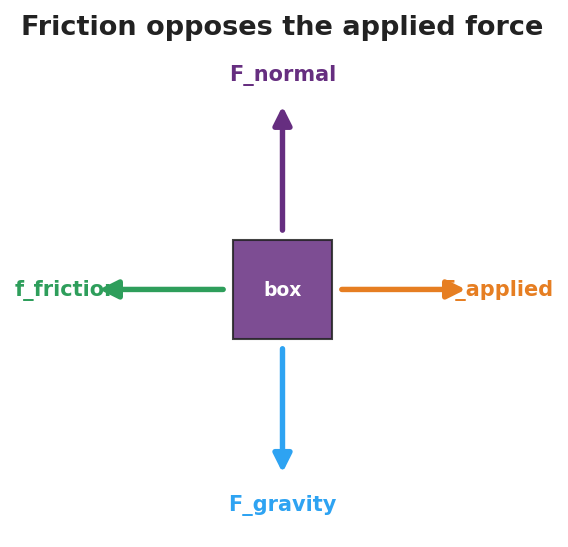 Friction opposes the applied force
F_normal
f_friction
box
F_applied
F_gravity